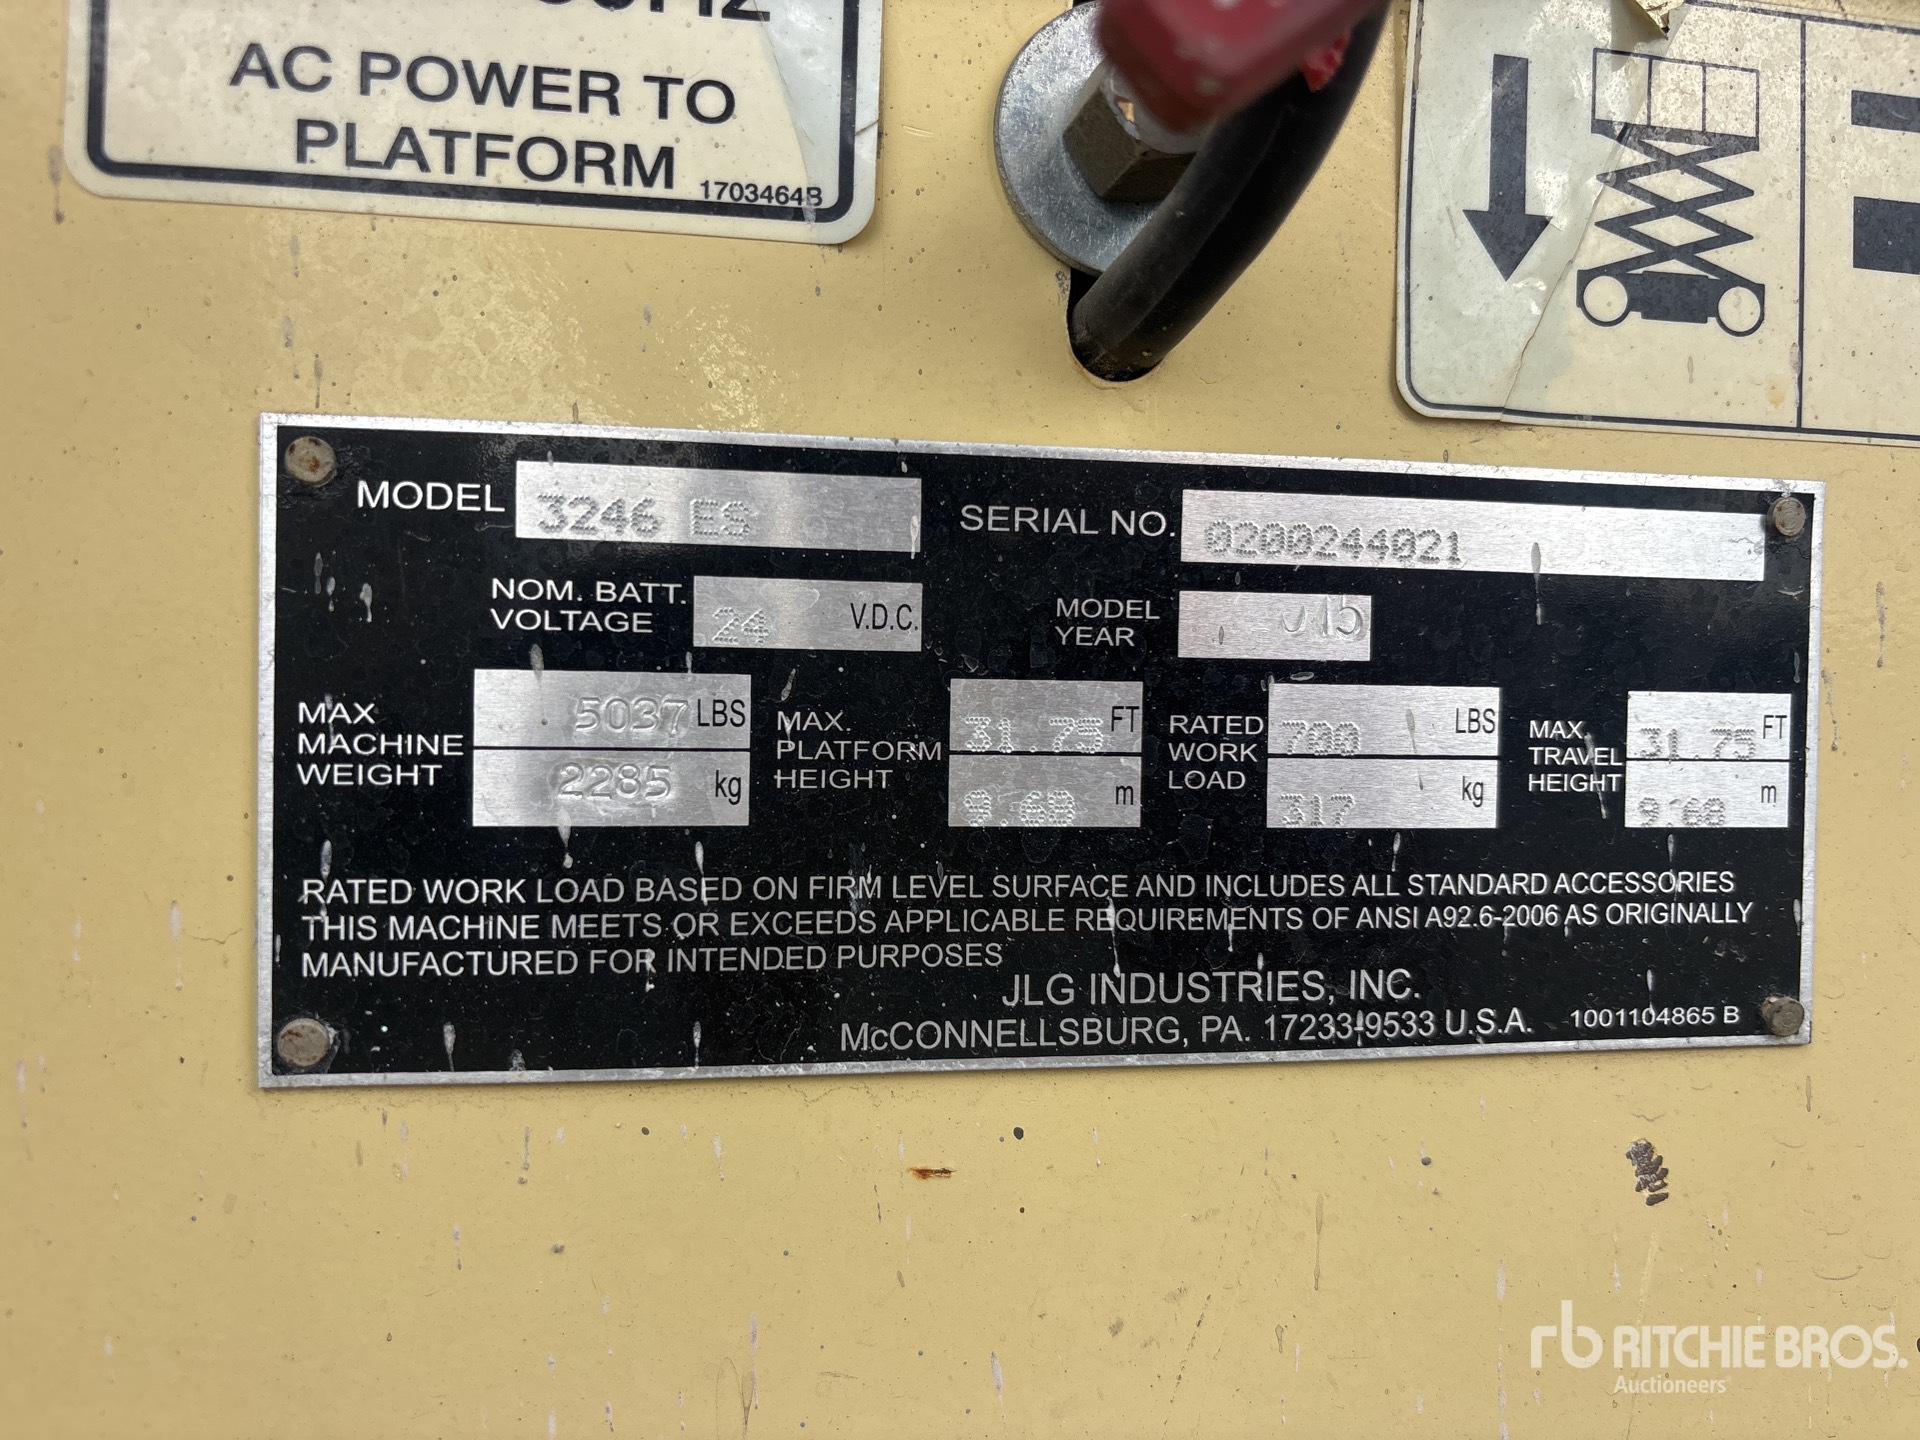 AC POWER TO
PLATFORM
1703464B
MODEL 3246 ES
SERIAL NO. 0200244021
NOM. BATT. VOLTAGE 24 V.D.C.
MODEL YEAR
MAX MACHINE WEIGHT 5037 LBS
2285 kg
MAX. PLATFORM HEIGHT 31.75 FT
9.68 m
RATED WORK LOAD 700 LBS
317 kg
MAX. TRAVEL HEIGHT 31.75 FT
9.68 m
RATED WORK LOAD BASED ON FIRM LEVEL SURFACE AND INCLUDES ALL STANDARD ACCESSORIES
THIS MACHINE MEETS OR EXCEEDS APPLICABLE REQUIREMENTS OF ANSI A92.6-2006 AS ORIGINALLY
MANUFACTURED FOR INTENDED PURPOSES
JLG INDUSTRIES, INC.
McCONNELLSBURG, PA. 17233-9533 U.S.A.
1001104865 B
rb RITCHIE BROS.
Auctioneers